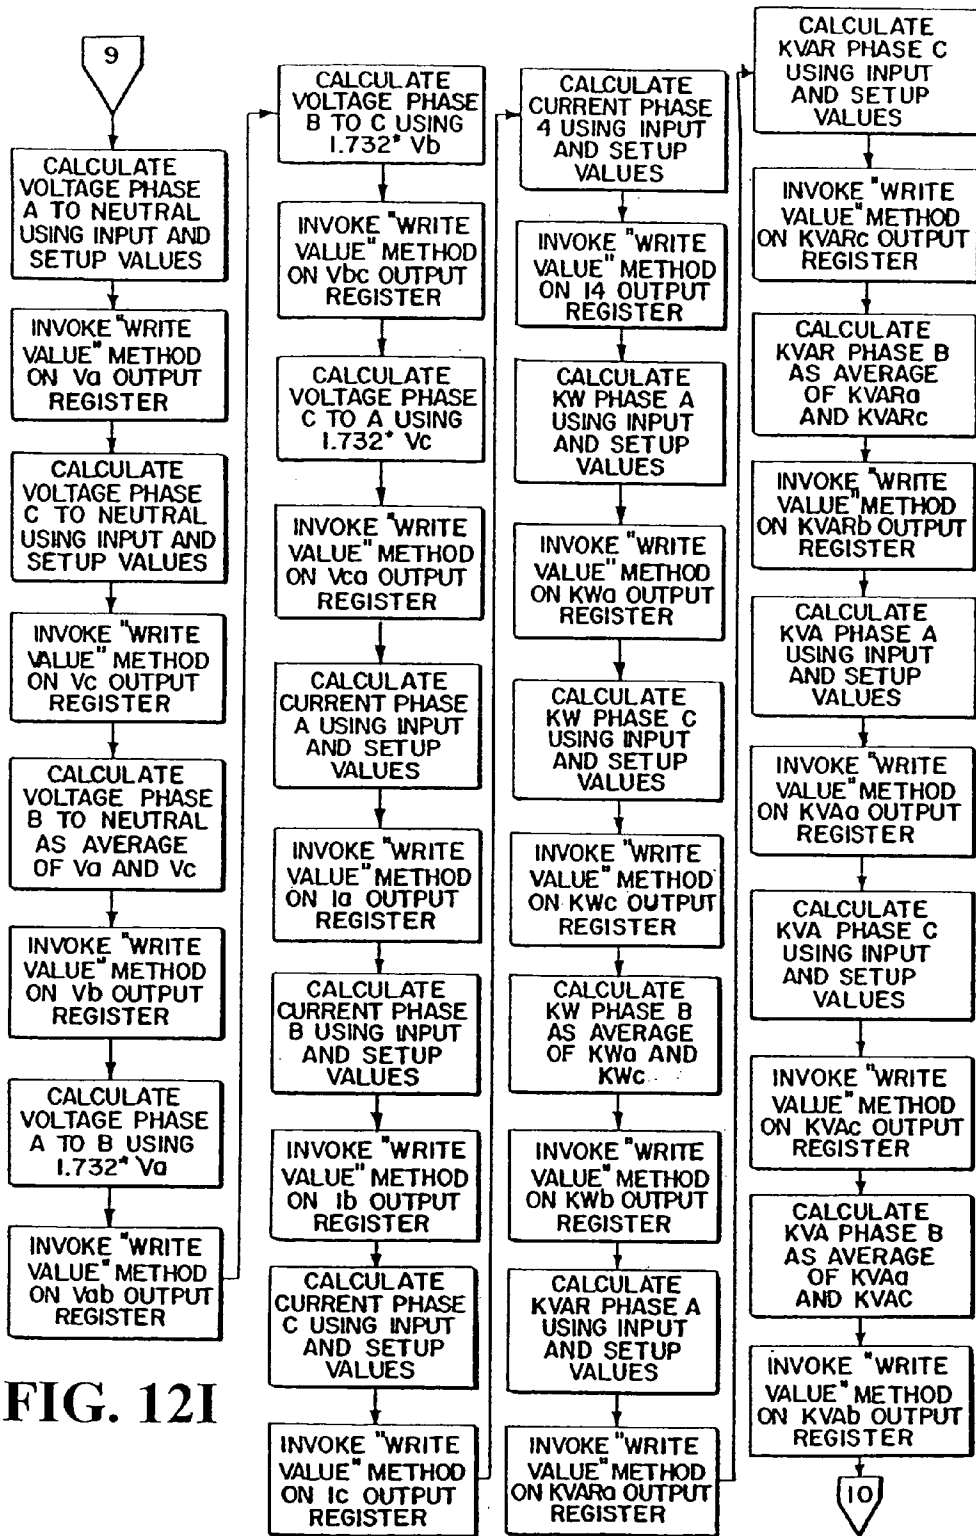 9
CALCULATE
VOLTAGE PHASE
A TO NEUTRAL
USING INPUT AND
SETUP VALUES
INVOKE "WRITE
VALUE" METHOD
ON Va OUTPUT
REGISTER
CALCULATE
VOLTAGE PHASE
C TO NEUTRAL
USING INPUT AND
SETUP VALUES
INVOKE "WRITE
VALUE" METHOD
ON Vc OUTPUT
REGISTER
CALCULATE
VOLTAGE PHASE
B TO NEUTRAL
AS AVERAGE
OF Va AND Vc
INVOKE "WRITE
VALUE" METHOD
ON Vb OUTPUT
REGISTER
CALCULATE
VOLTAGE PHASE
A TO B USING
1.732* Va
INVOKE "WRITE
VALUE" METHOD
ON Vab OUTPUT
REGISTER
CALCULATE
VOLTAGE PHASE
B TO C USING
1.732* Vb
INVOKE "WRITE
VALUE" METHOD
ON Vbc OUTPUT
REGISTER
CALCULATE
VOLTAGE PHASE
C TO A USING
1.732* Vc
INVOKE "WRITE
VALUE" METHOD
ON Vca OUTPUT
REGISTER
CALCULATE
CURRENT PHASE
A USING INPUT
AND SETUP
VALUES
INVOKE "WRITE
VALUE" METHOD
ON Ia OUTPUT
REGISTER
CALCULATE
CURRENT PHASE
B USING INPUT
AND SETUP
VALUES
INVOKE "WRITE
VALUE" METHOD
ON Ib OUTPUT
REGISTER
CALCULATE
CURRENT PHASE
C USING INPUT
AND SETUP
VALUES
INVOKE "WRITE
VALUE" METHOD
ON Ic OUTPUT
REGISTER
CALCULATE
CURRENT PHASE
4 USING INPUT
AND SETUP
VALUES
INVOKE "WRITE
VALUE" METHOD
ON I4 OUTPUT
REGISTER
CALCULATE
KW PHASE A
USING INPUT
AND SETUP
VALUES
INVOKE "WRITE
VALUE" METHOD
ON KWa OUTPUT
REGISTER
CALCULATE
KW PHASE C
USING INPUT
AND SETUP
VALUES
INVOKE "WRITE
VALUE" METHOD
ON KWc OUTPUT
REGISTER
CALCULATE
KW PHASE B
AS AVERAGE
OF KWa AND
KWc
INVOKE "WRITE
VALUE" METHOD
ON KWb OUTPUT
REGISTER
CALCULATE
KVAR PHASE A
USING INPUT
AND SETUP
VALUES
INVOKE "WRITE
VALUE" METHOD
ON KVARa OUTPUT
REGISTER
CALCULATE
KVAR PHASE C
USING INPUT
AND SETUP
VALUES
INVOKE "WRITE
VALUE" METHOD
ON KVARc OUTPUT
REGISTER
CALCULATE
KVAR PHASE B
AS AVERAGE
OF KVARa
AND KVARc
INVOKE "WRITE
VALUE" METHOD
ON KVARb OUTPUT
REGISTER
CALCULATE
KVA PHASE A
USING INPUT
AND SETUP
VALUES
INVOKE "WRITE
VALUE" METHOD
ON KVAa OUTPUT
REGISTER
CALCULATE
KVA PHASE C
USING INPUT
AND SETUP
VALUES
INVOKE "WRITE
VALUE" METHOD
ON KVAc OUTPUT
REGISTER
CALCULATE
KVA PHASE B
AS AVERAGE
OF KVAa
AND KVAC
INVOKE "WRITE
VALUE" METHOD
ON KVAb OUTPUT
REGISTER
10
FIG. 12I